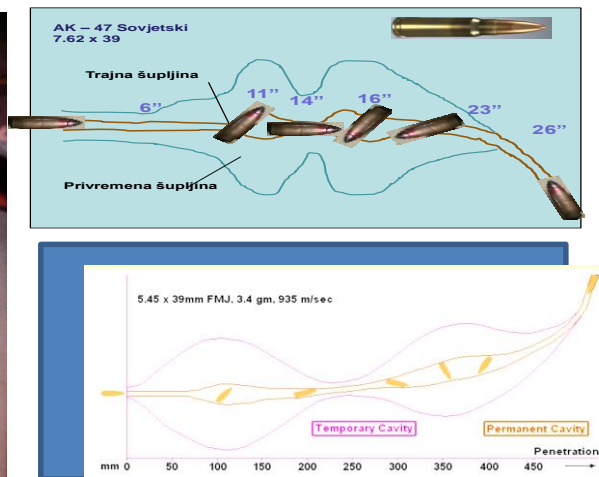 AK – 47 Sovjetski
7.62 x 39
Trajna šupljina
6’’
11’’
14’’
16’’
23’’
26’’
Privremena šupljina
5.45 x 39mm FMJ, 3.4 gm, 935 m/sec
Temporary Cavity
Permanent Cavity
Penetration
mm 0 50 100 150 200 250 300 350 400 450